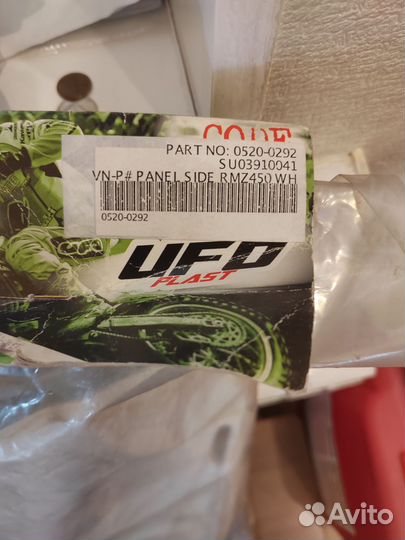 CODE
PART NO: 0520-0292
SU03910041
VN-P# PANEL SIDE RMZ450 WH
0520-0292
UFO
PLAST
Avito